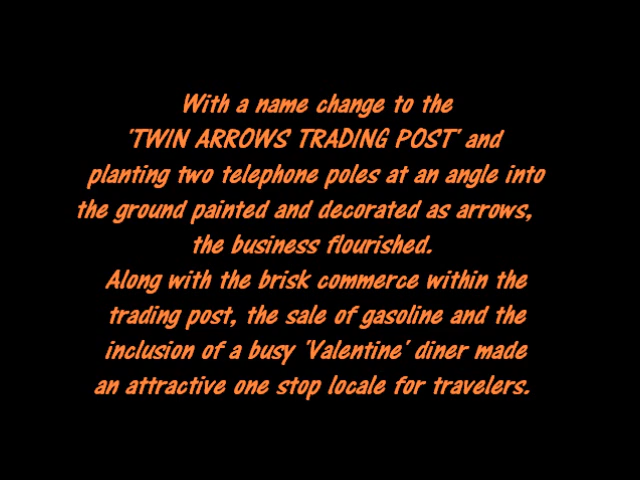 With a name change to the
'TWIN ARROWS TRADING POST' and
planting two telephone poles at an angle into
the ground painted and decorated as arrows,
the business flourished.
Along with the brisk commerce within the
trading post, the sale of gasoline and the
inclusion of a busy 'Valentine' diner made
an attractive one stop locale for travelers.